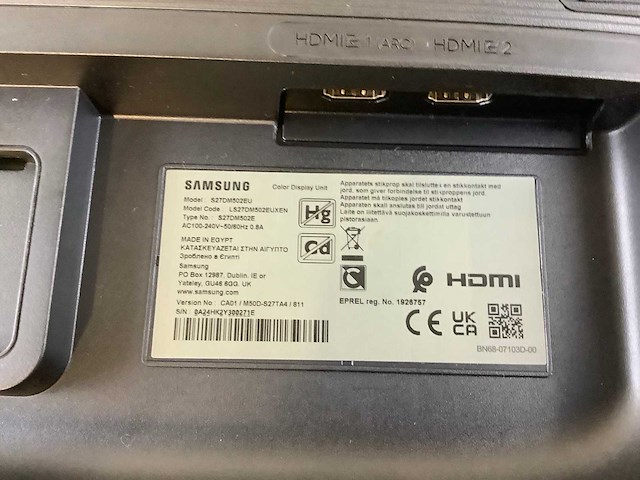 HDMI 1 (ARC) HDMI 2
SAMSUNG Color Display Unit
Model : S27DM502EU
Model Code : LS27DM502EUXEN
Type No. : S27DM502E
AC100-240V~50/60Hz 0.8A
MADE IN EGYPT
ΚΑΤΑΣΚΕΥΑΖΕΤΑΙ ΣΤΗΝ ΑΙΓΥΠΤΟ
Зроблено в Єгипті
Samsung
PO Box 12987, Dublin. IE or
Yateley, GU46 6GG. UK
www.samsung.com
Version No.: CA01 / M50D-S27TA4 / 811
S/N : 0A24HK2Y300271E
Hg
Cd
Apparatets stikprop skal tilsluttes en stikkontakt med
jord, som giver forbindelse til stikproppens jord.
Apparatet må tilkoples jordet stikkontakt
Apparaten skall anslutas till jordat uttag
Laite on liitettävä suojakoskettimilla varustettuun
pistorasiaan.
HDMI
EPREL reg. No. 1926757
CE UK
CA
BN68-07103D-00